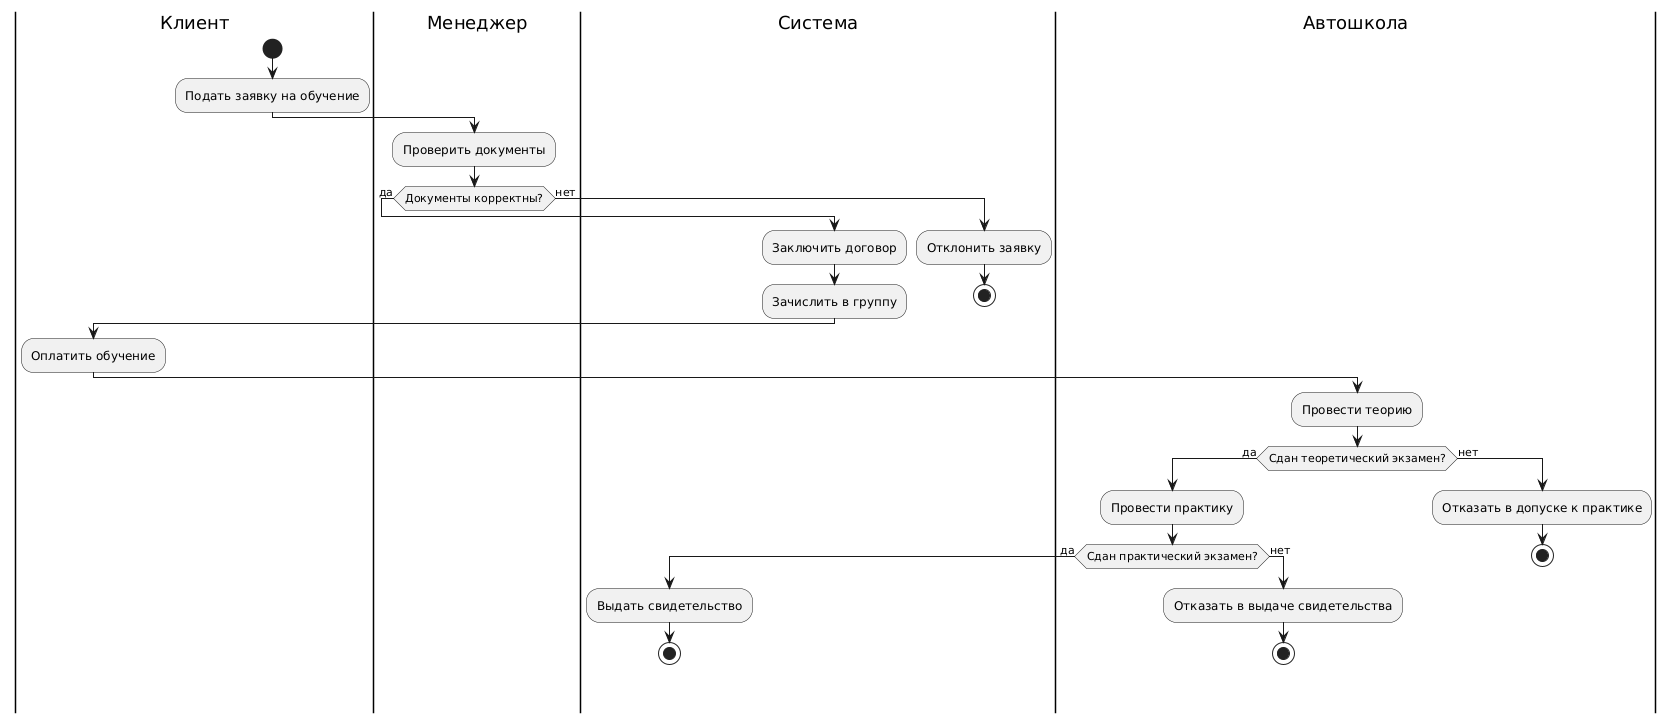 Клиент
Менеджер
Система
Автошкола
Подать заявку на обучение
Проверить документы
да
Документы корректны?
нет
Заключить договор
Отклонить заявку
Зачислить в группу
Оплатить обучение
Провести теорию
да
Сдан теоретический экзамен?
нет
Провести практику
Отказать в допуске к практике
да
Сдан практический экзамен?
нет
Выдать свидетельство
Отказать в выдаче свидетельства